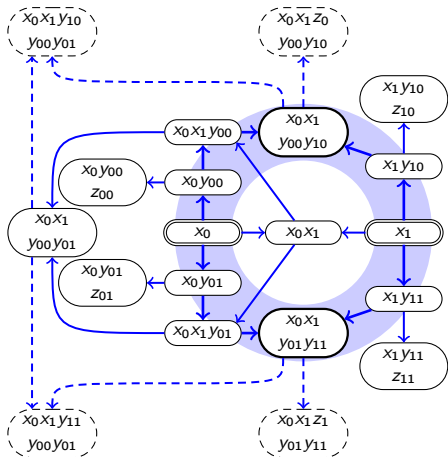 x₀x₁y₁₀
y₀₀y₀₁
x₀x₁z₀
y₀₀y₁₀
x₁y₁₀
z₁₀
x₀x₁y₀₀
x₀x₁
y₀₀y₁₀
x₀y₀₀
z₀₀
x₀y₀₀
x₁y₁₀
x₀x₁
y₀₀y₀₁
x₀
x₀x₁
x₁
x₀y₀₁
z₀₁
x₀y₀₁
x₁y₁₁
x₀x₁y₀₁
x₀x₁
y₀₁y₁₁
x₁y₁₁
z₁₁
x₀x₁y₁₁
y₀₀y₀₁
x₀x₁z₁
y₀₁y₁₁